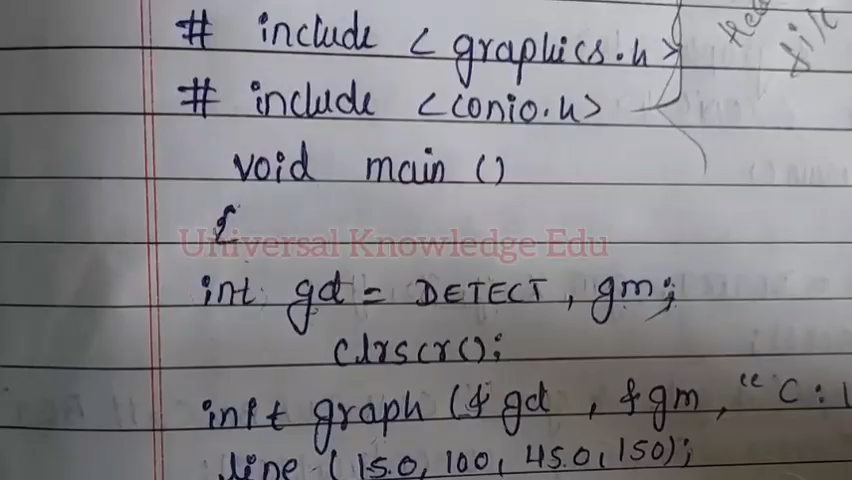 # include < graphics.h >
# include <conio.h>
void main ()
{
Universal Knowledge Edu
int gd = DETECT, gm;
clrscr();
init graph (& gd , & gm, "C:\
line (150, 100, 450, 150);